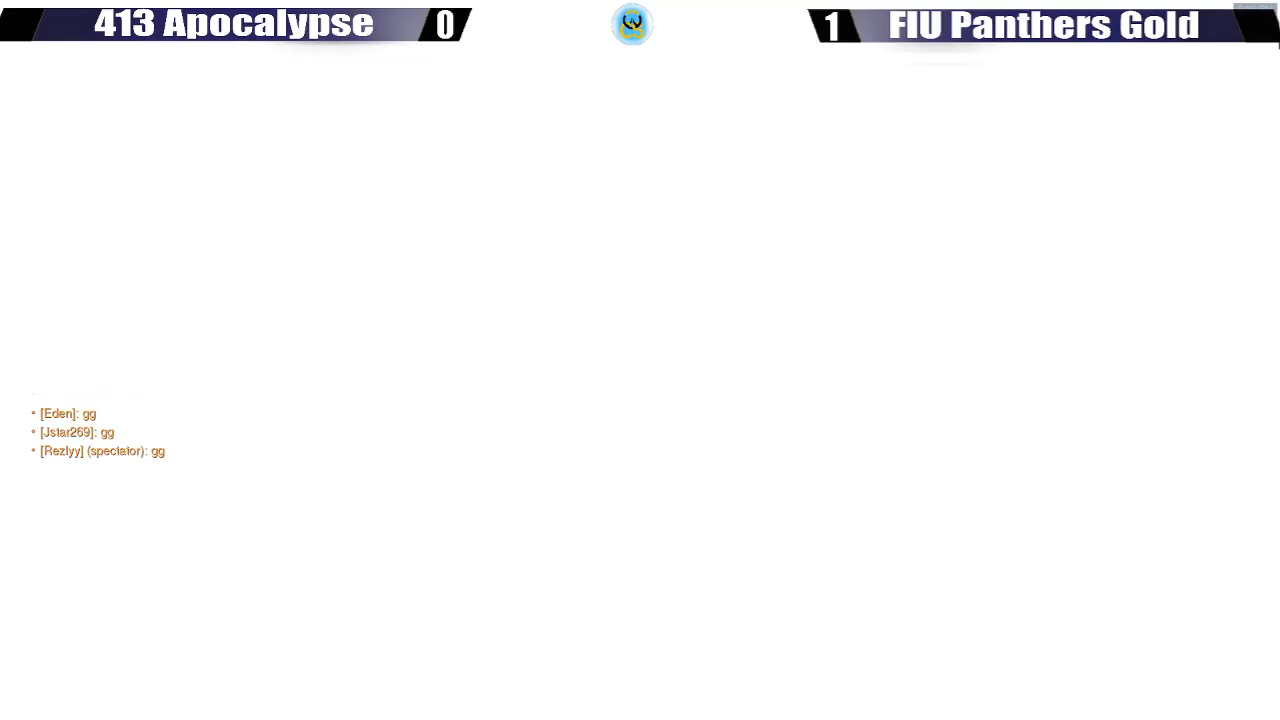 413 Apocalypse 0 1 FIU Panthers Gold
• [Eden]: gg
• [Jstar269]: gg
• [Rezlyy] (spectator): gg